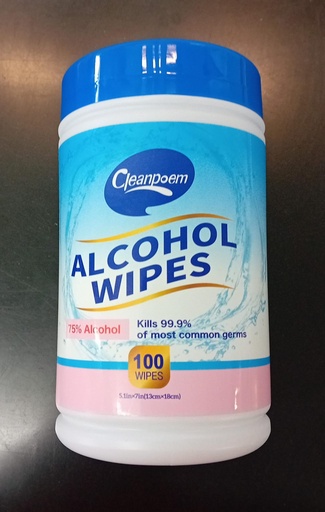 Cleanpoem
ALCOHOL
WIPES
75% Alcohol
Kills 99.9%
of most common germs
100
WIPES
5.1in×7in(13cm×18cm)